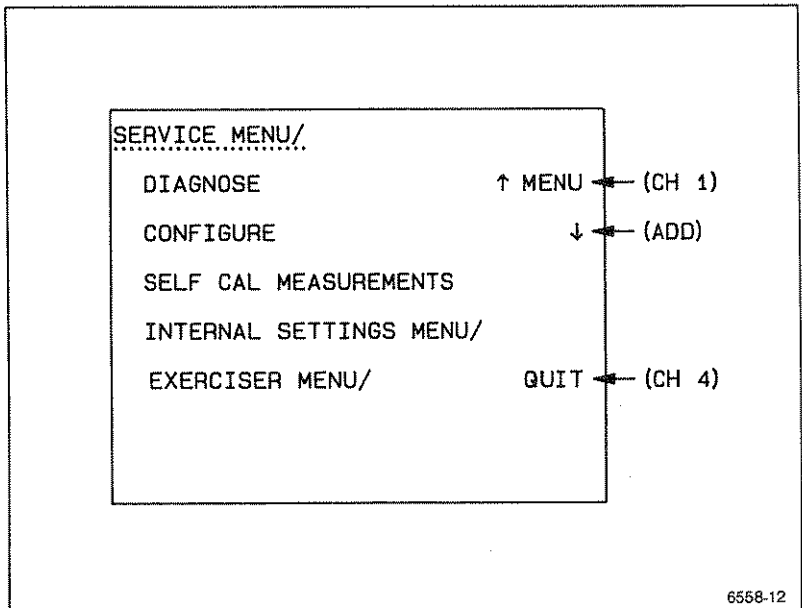 SERVICE MENU/
DIAGNOSE ↑ MENU (CH 1)
CONFIGURE ↓ (ADD)
SELF CAL MEASUREMENTS
INTERNAL SETTINGS MENU/
EXERCISER MENU/ QUIT (CH 4)
6558-12